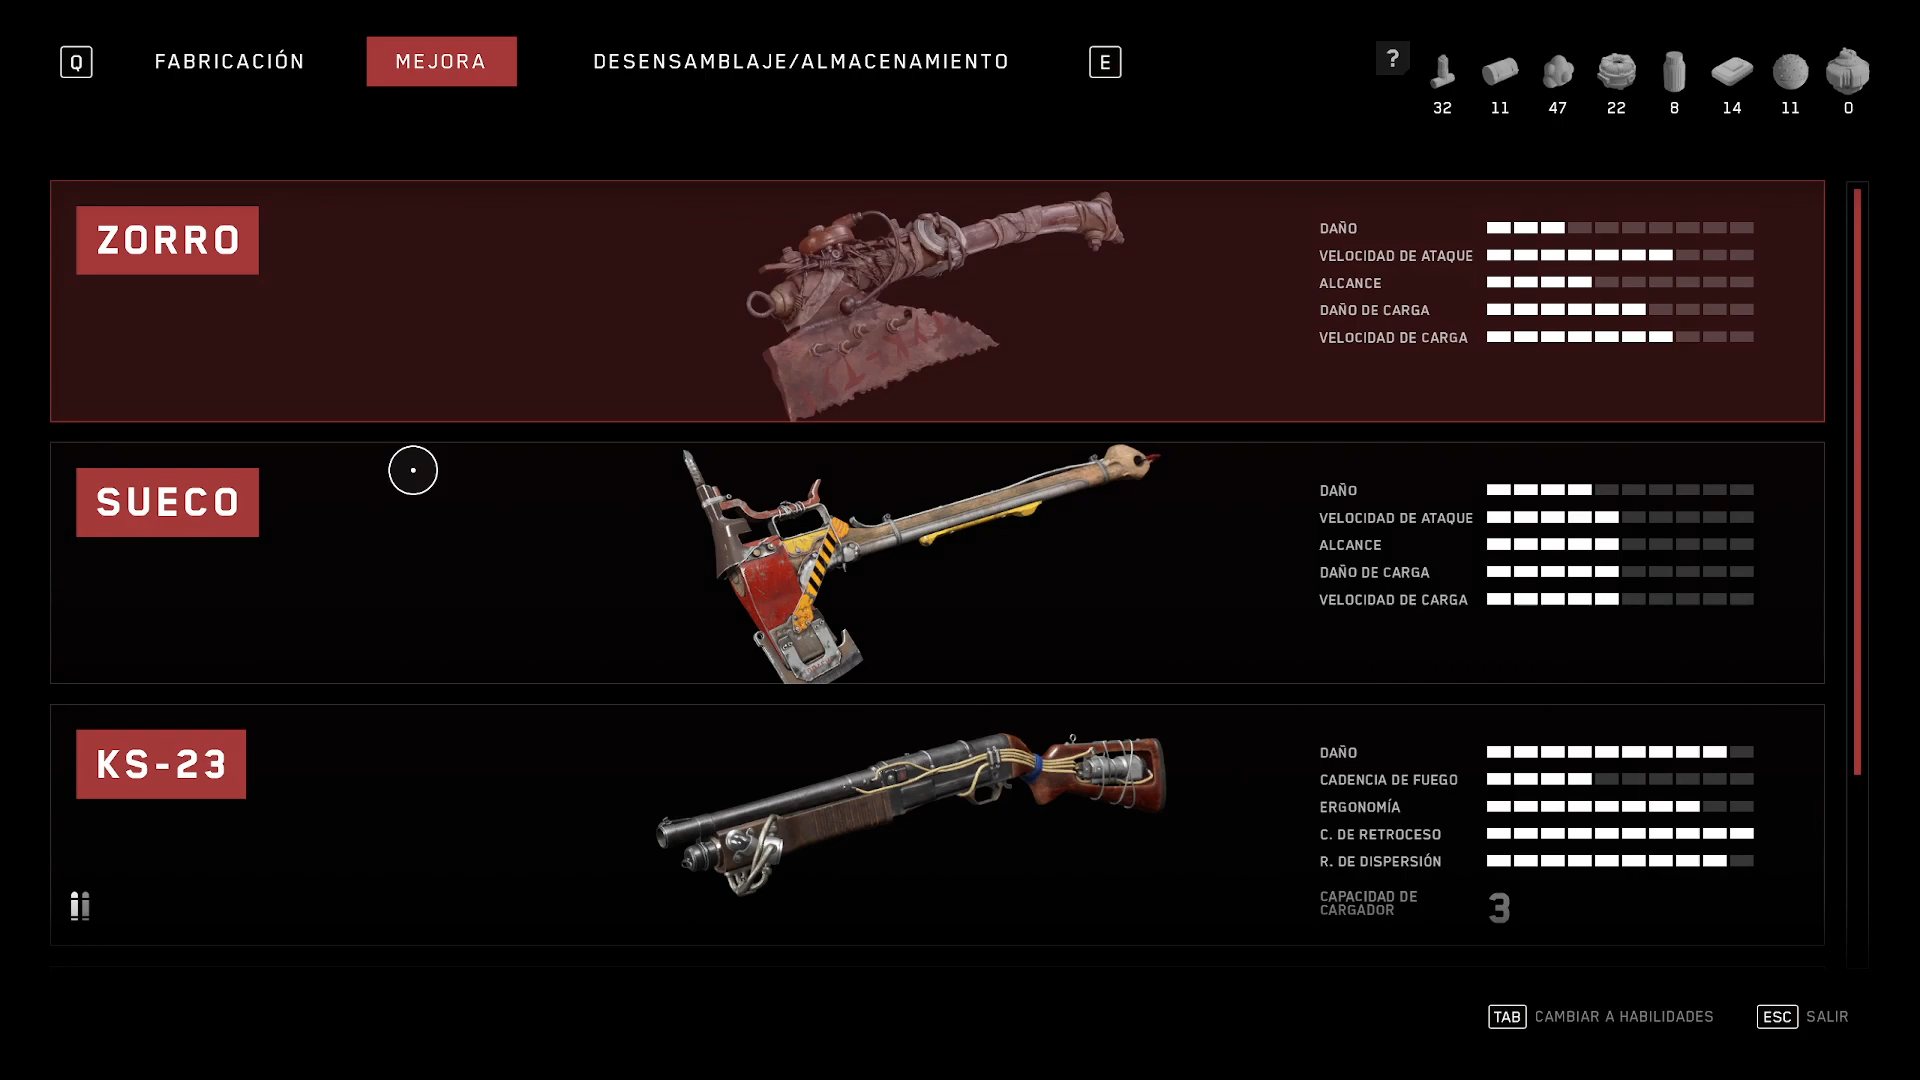 Q
FABRICACIÓN
MEJORA
DESENSAMBLAJE/ALMACENAMIENTO
E
?
32
11
47
22
8
14
11
0
ZORRO
DAÑO
VELOCIDAD DE ATAQUE
ALCANCE
DAÑO DE CARGA
VELOCIDAD DE CARGA
SUECO
DAÑO
VELOCIDAD DE ATAQUE
ALCANCE
DAÑO DE CARGA
VELOCIDAD DE CARGA
KS-23
DAÑO
CADENCIA DE FUEGO
ERGONOMÍA
C. DE RETROCESO
R. DE DISPERSIÓN
CAPACIDAD DE
CARGADOR
3
TAB CAMBIAR A HABILIDADES
ESC SALIR